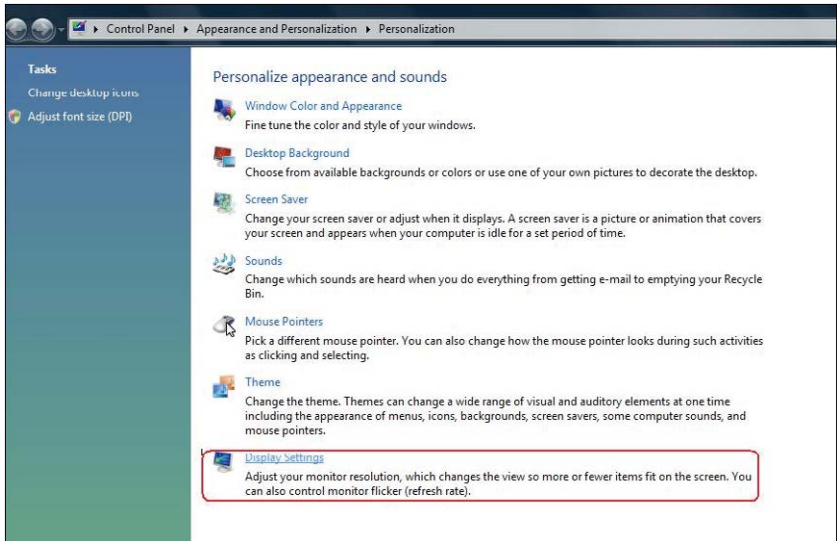 Control Panel ▸ Appearance and Personalization ▸ Personalization
Tasks
Change desktop icons
Adjust font size (DPI)
Personalize appearance and sounds
Window Color and Appearance
Fine tune the color and style of your windows.
Desktop Background
Choose from available backgrounds or colors or use one of your own pictures to decorate the desktop.
Screen Saver
Change your screen saver or adjust when it displays. A screen saver is a picture or animation that covers
your screen and appears when your computer is idle for a set period of time.
Sounds
Change which sounds are heard when you do everything from getting e-mail to emptying your Recycle
Bin.
Mouse Pointers
Pick a different mouse pointer. You can also change how the mouse pointer looks during such activities
as clicking and selecting.
Theme
Change the theme. Themes can change a wide range of visual and auditory elements at one time
including the appearance of menus, icons, backgrounds, screen savers, some computer sounds, and
mouse pointers.
Display Settings
Adjust your monitor resolution, which changes the view so more or fewer items fit on the screen. You
can also control monitor flicker (refresh rate).